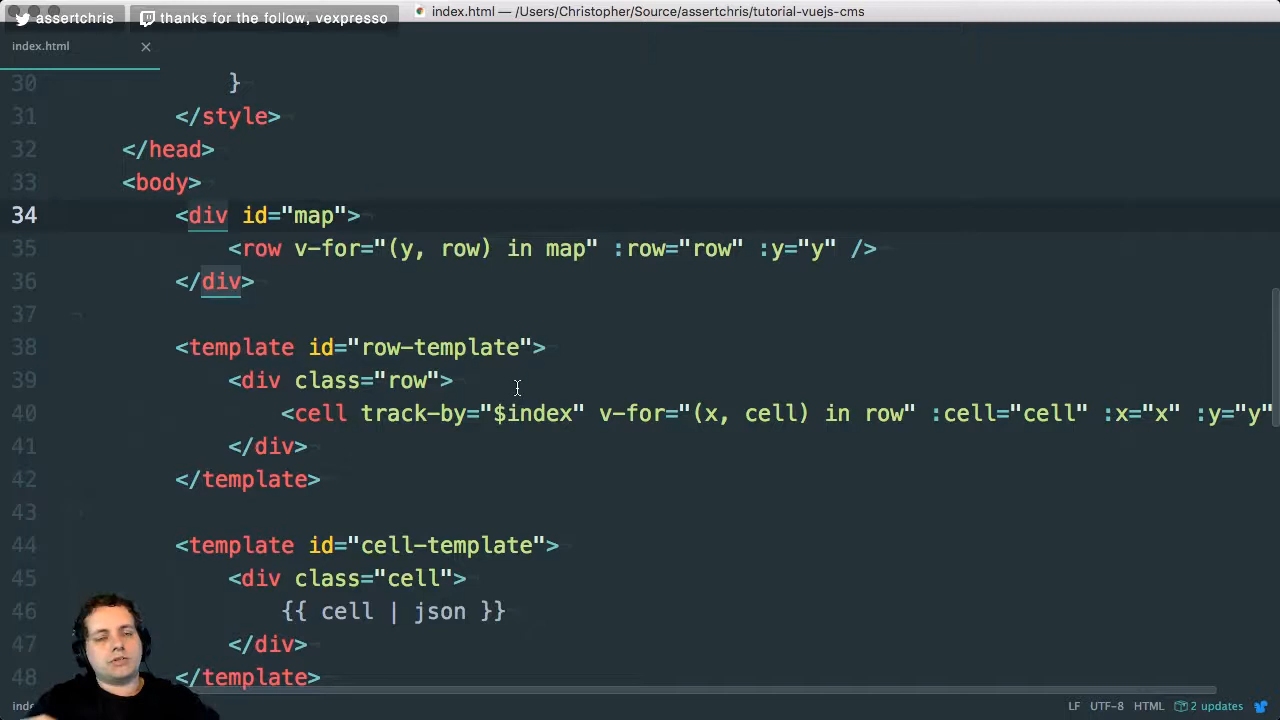 assertchris
thanks for the follow, vexpresso
index.html — /Users/Christopher/Source/assertchris/tutorial-vuejs-cms
index.html
30 }
31 </style>
32 </head>
33 <body>
34 <div id="map">
35 <row v-for="(y, row) in map" :row="row" :y="y" />
36 </div>
37
38 <template id="row-template">
39 <div class="row">
40 <cell track-by="$index" v-for="(x, cell) in row" :cell="cell" :x="x" :y="y"
41 </div>
42 </template>
43
44 <template id="cell-template">
45 <div class="cell">
46 {{ cell | json }}
47 </div>
48 </template>
LF UTF-8 HTML 2 updates